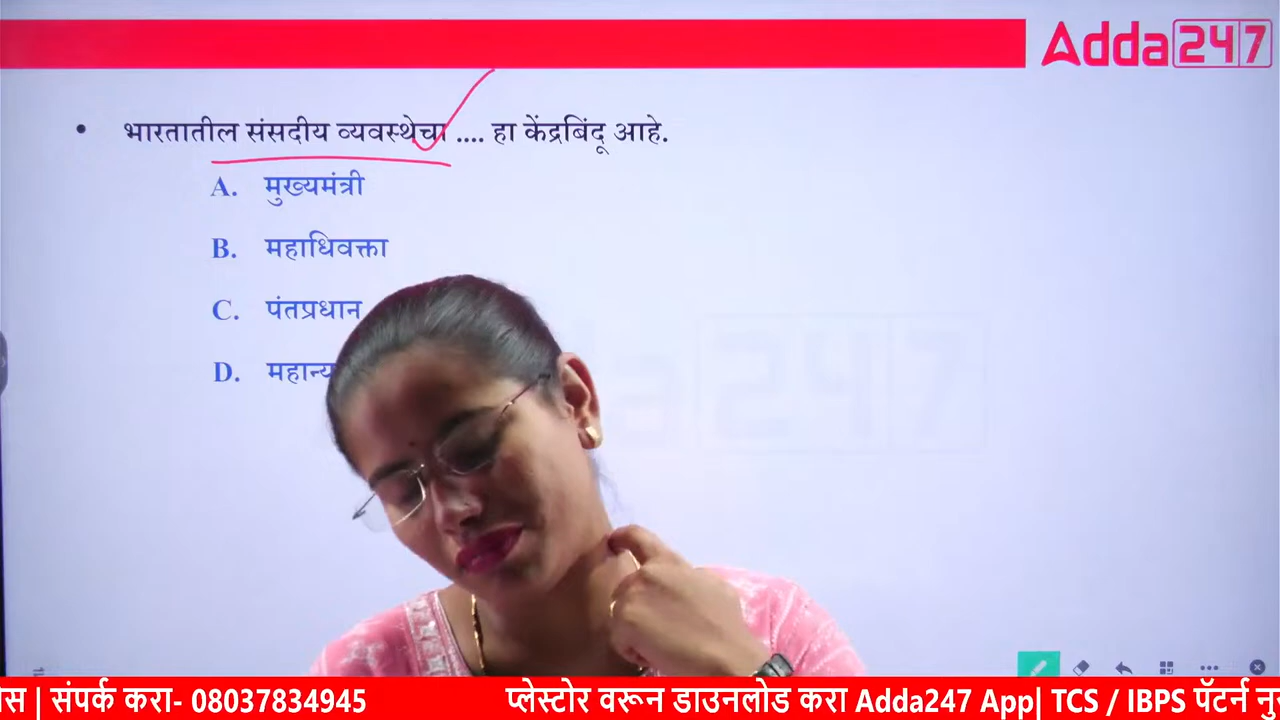 Adda247
• भारतातील संसदीय व्यवस्थेचा .... हा केंद्रबिंदू आहे.
A. मुख्यमंत्री
B. महाधिवक्ता
C. पंतप्रधान
D.
संपर्क करा- 08037834945 प्लेस्टोर वरून डाउनलोड करा Adda247 App| TCS / IBPS पॅटर्न